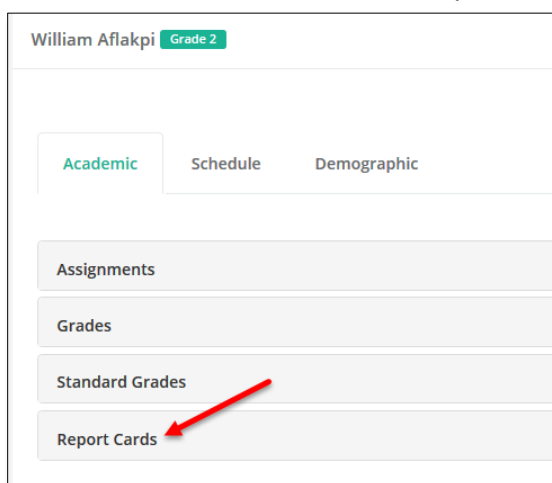 William Aflakpi Grade 2
Academic Schedule Demographic
Assignments
Grades
Standard Grades
Report Cards